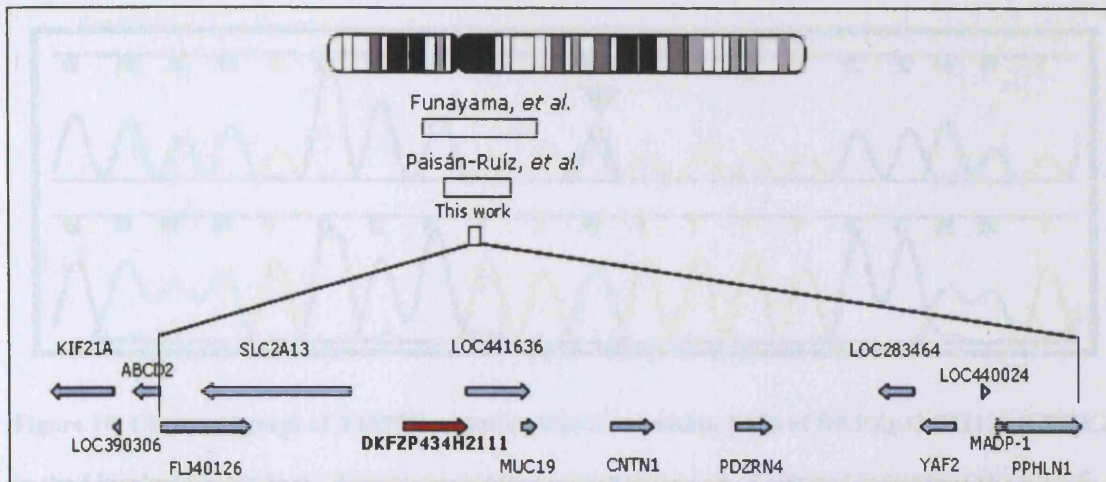 Funayama, et al.
Paisán-Ruíz, et al.
This work
KIF21A
ABCD2
SLC2A13
LOC441636
LOC283464
LOC440024
LOC390306
FLJ40126
DKFZP434H2111
MUC19
CNTN1
PDZRN4
YAF2
MADP-1
PPHLN1